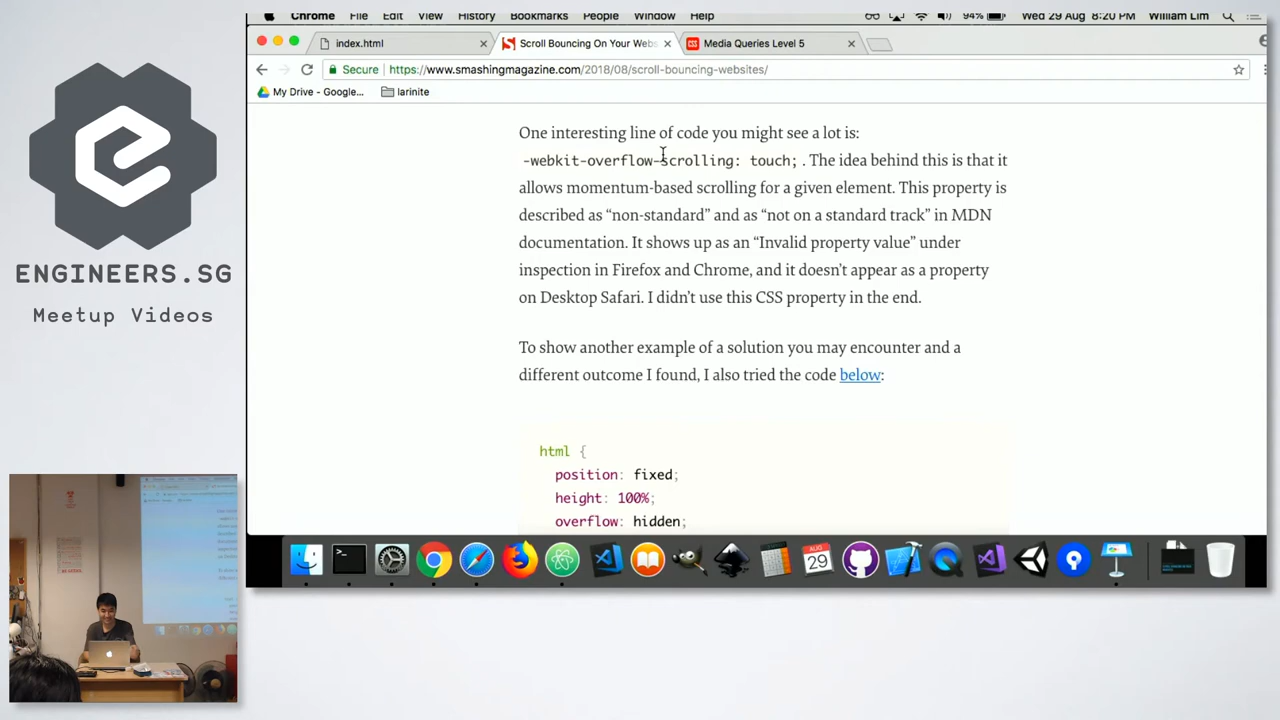 Chrome File Edit View History Bookmarks People Window Help 94% Wed 29 Aug 8:20 PM William Lim
index.html Scroll Bouncing On Your Webs Media Queries Level 5
Secure https://www.smashingmagazine.com/2018/08/scroll-bouncing-websites/
My Drive - Google... larinite
One interesting line of code you might see a lot is:
-webkit-overflow-scrolling: touch; . The idea behind this is that it
allows momentum-based scrolling for a given element. This property is
described as “non-standard” and as “not on a standard track” in MDN
documentation. It shows up as an “Invalid property value” under
inspection in Firefox and Chrome, and it doesn’t appear as a property
on Desktop Safari. I didn’t use this CSS property in the end.
To show another example of a solution you may encounter and a
different outcome I found, I also tried the code below:
html {
position: fixed;
height: 100%;
overflow: hidden;
AUG
29
ENGINEERS.SG
Meetup Videos